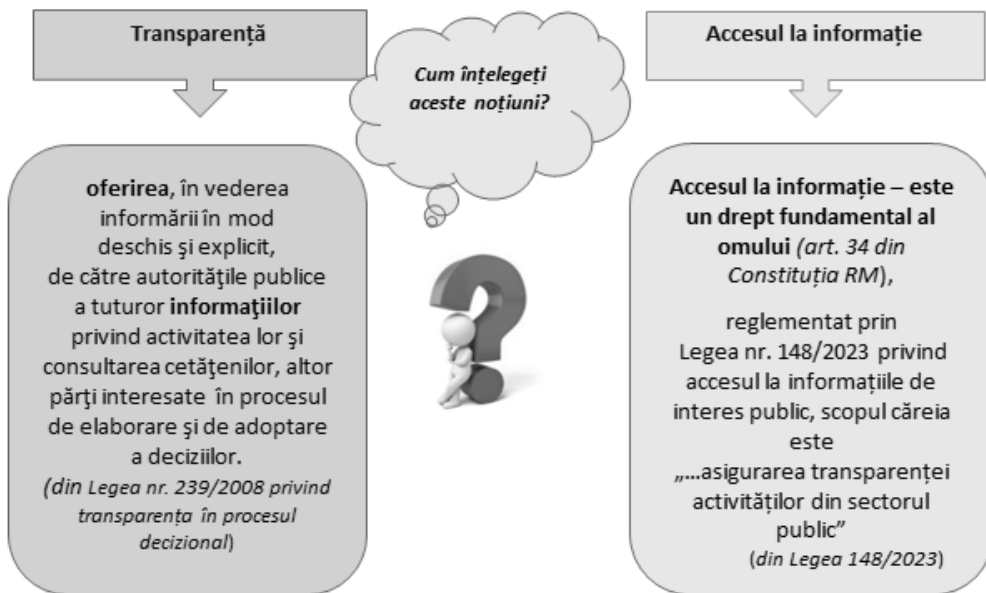 Transparență
oferirea, în vederea
informării în mod
deschis şi explicit,
de către autorităţile publice
a tuturor informaţiilor
privind activitatea lor şi
consultarea cetăţenilor, altor
părţi interesate în procesul
de elaborare şi de adoptare
a deciziilor.
(din Legea nr. 239/2008 privind
transparența în procesul
decizional)
Cum înțelegeți
aceste noțiuni?
Accesul la informație
Accesul la informație – este
un drept fundamental al
omului (art. 34 din
Constituția RM),
reglementat prin
Legea nr. 148/2023 privind
accesul la informațiile de
interes public, scopul căreia
este
„...asigurarea transparenței
activităților din sectorul
public”
(din Legea 148/2023)